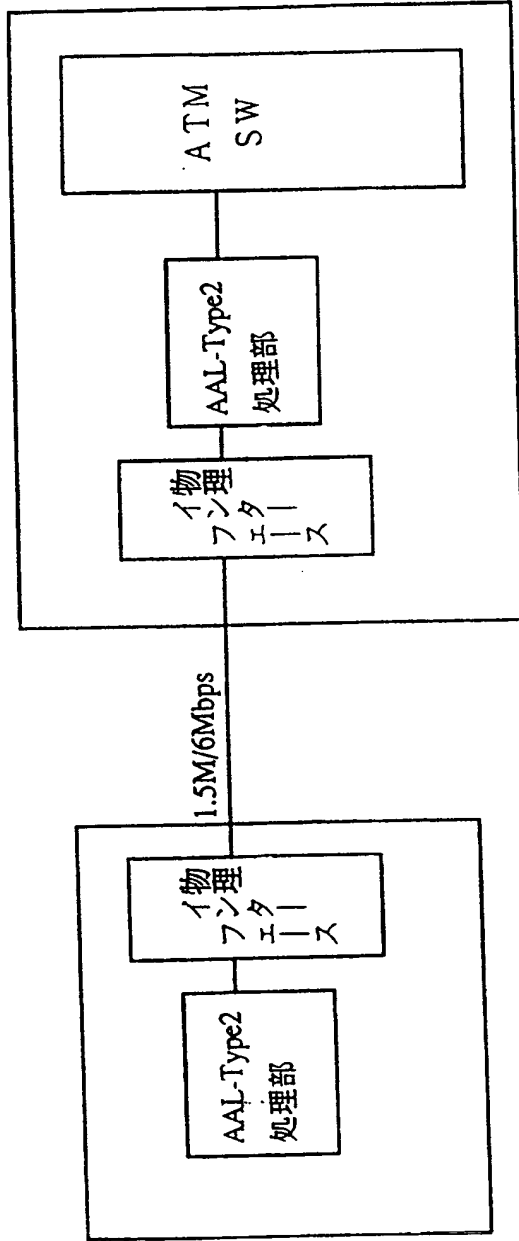 AAL-Type2
処理部
物理
インター
フェース
1.5M/6Mbps
物理
インター
フェース
AAL-Type2
処理部
ATM
SW